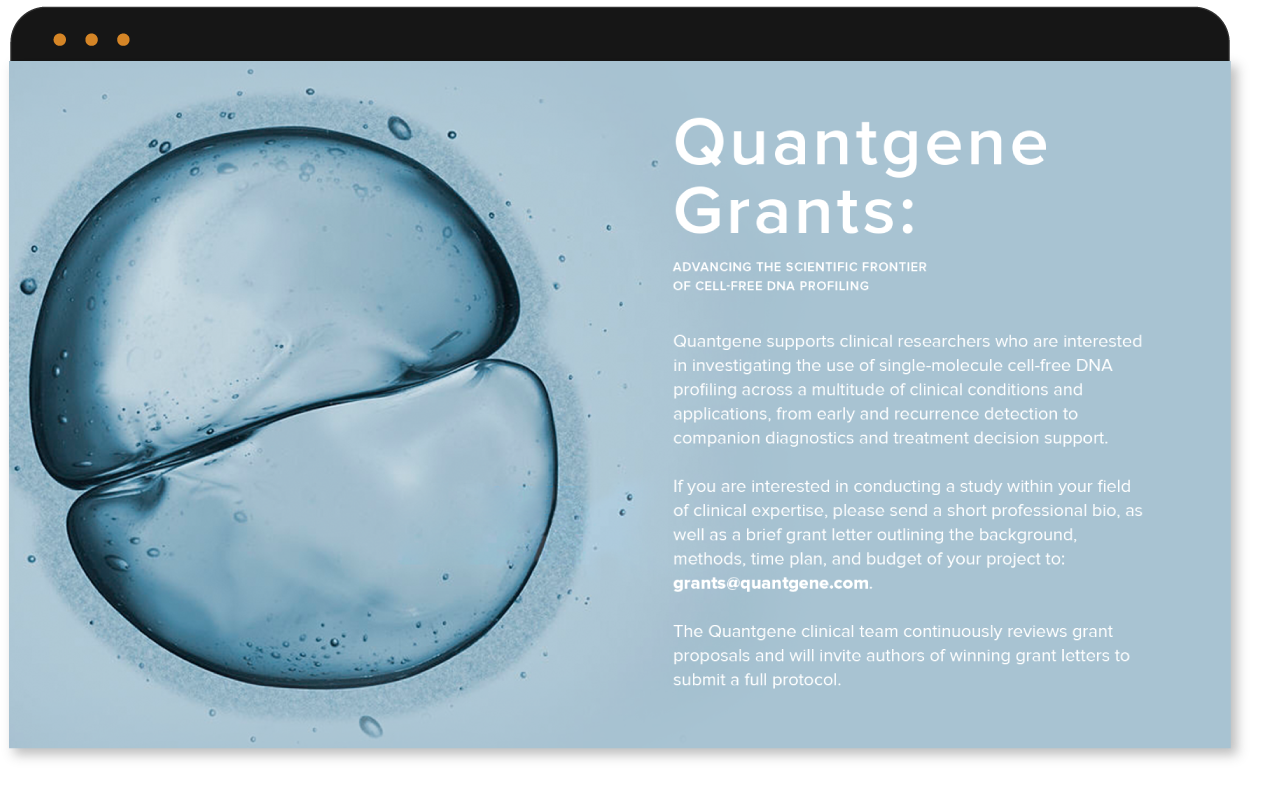 Quantgene
Grants:
ADVANCING THE SCIENTIFIC FRONTIER
OF CELL-FREE DNA PROFILING
Quantgene supports clinical researchers who are interested
in investigating the use of single-molecule cell-free DNA
profiling across a multitude of clinical conditions and
applications, from early and recurrence detection to
companion diagnostics and treatment decision support.
If you are interested in conducting a study within your field
of clinical expertise, please send a short professional bio, as
well as a brief grant letter outlining the background,
methods, time plan, and budget of your project to:
grants@quantgene.com.
The Quantgene clinical team continuously reviews grant
proposals and will invite authors of winning grant letters to
submit a full protocol.